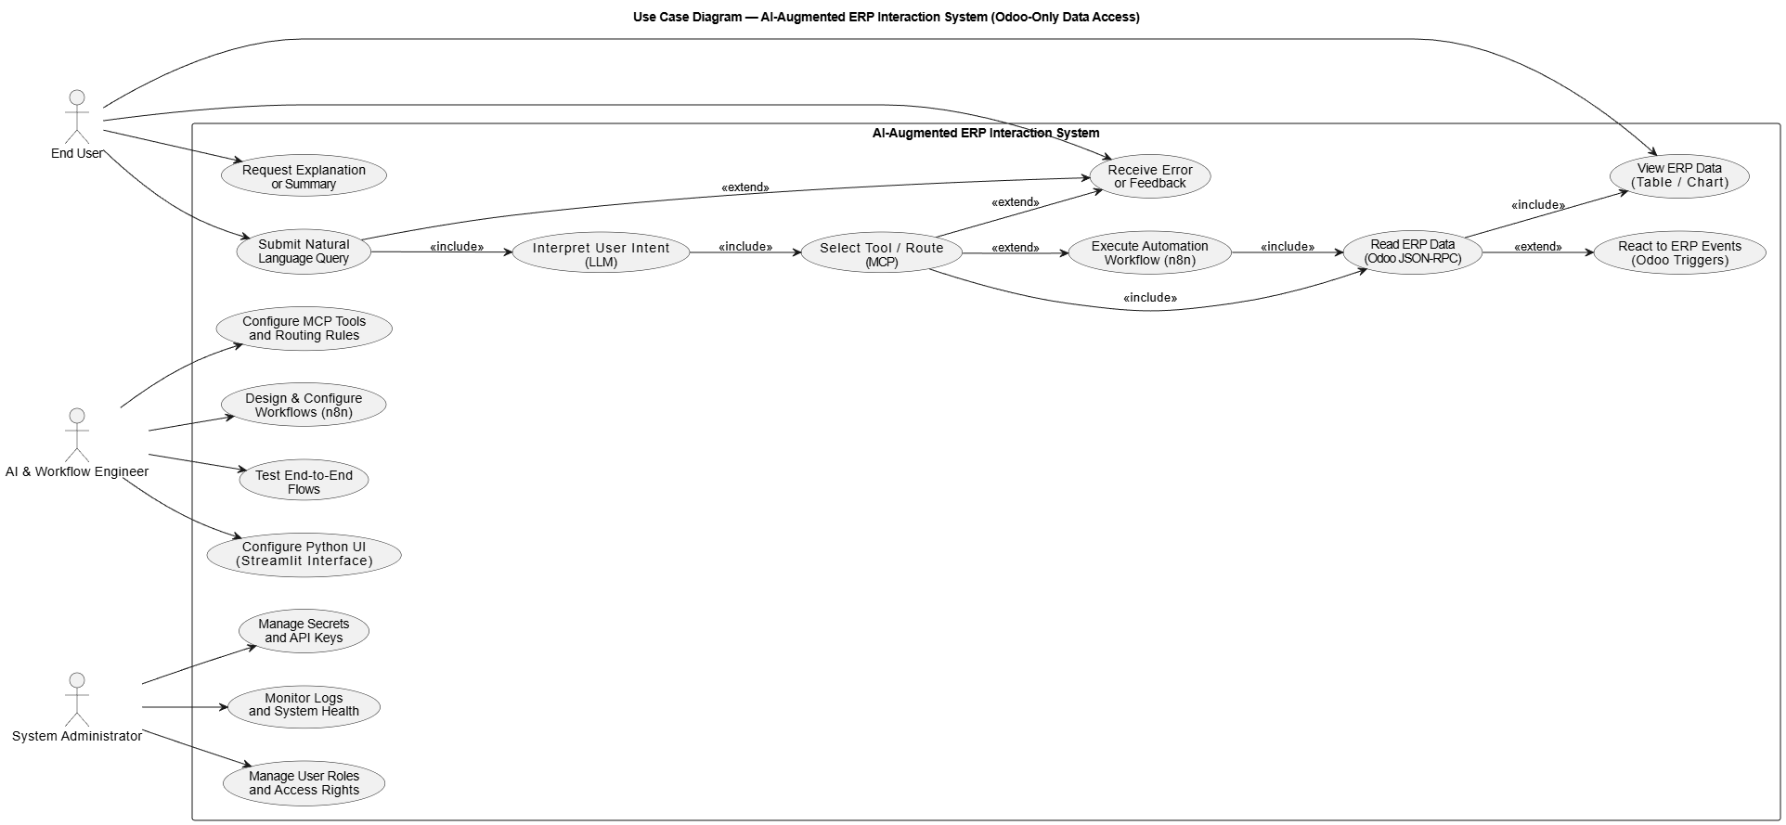 Use Case Diagram — AI-Augmented ERP Interaction System (Odoo-Only Data Access)
AI-Augmented ERP Interaction System
End User
Request Explanation
or Summary
Receive Error
or Feedback
View ERP Data
(Table / Chart)
«extend»
«extend»
«include»
Submit Natural
Language Query
«include»
Interpret User Intent
(LLM)
«include»
Select Tool / Route
(MCP)
«extend»
Execute Automation
Workflow (n8n)
«include»
Read ERP Data
(Odoo JSON-RPC)
«extend»
React to ERP Events
(Odoo Triggers)
«include»
Configure MCP Tools
and Routing Rules
Design & Configure
Workflows (n8n)
AI & Workflow Engineer
Test End-to-End
Flows
Configure Python UI
(Streamlit Interface)
Manage Secrets
and API Keys
Monitor Logs
and System Health
System Administrator
Manage User Roles
and Access Rights